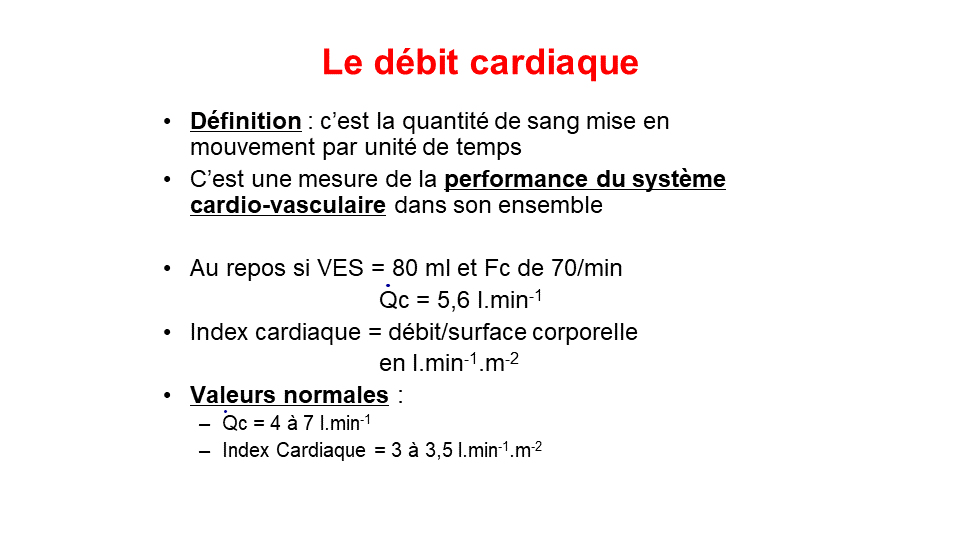 Le débit cardiaque
• Définition : c’est la quantité de sang mise en
mouvement par unité de temps
• C’est une mesure de la performance du système
cardio-vasculaire dans son ensemble
• Au repos si VES = 80 ml et Fc de 70/min
Q̇c = 5,6 l.min⁻¹
• Index cardiaque = débit/surface corporelle
en l.min⁻¹.m⁻²
• Valeurs normales :
– Q̇c = 4 à 7 l.min⁻¹
– Index Cardiaque = 3 à 3,5 l.min⁻¹.m⁻²